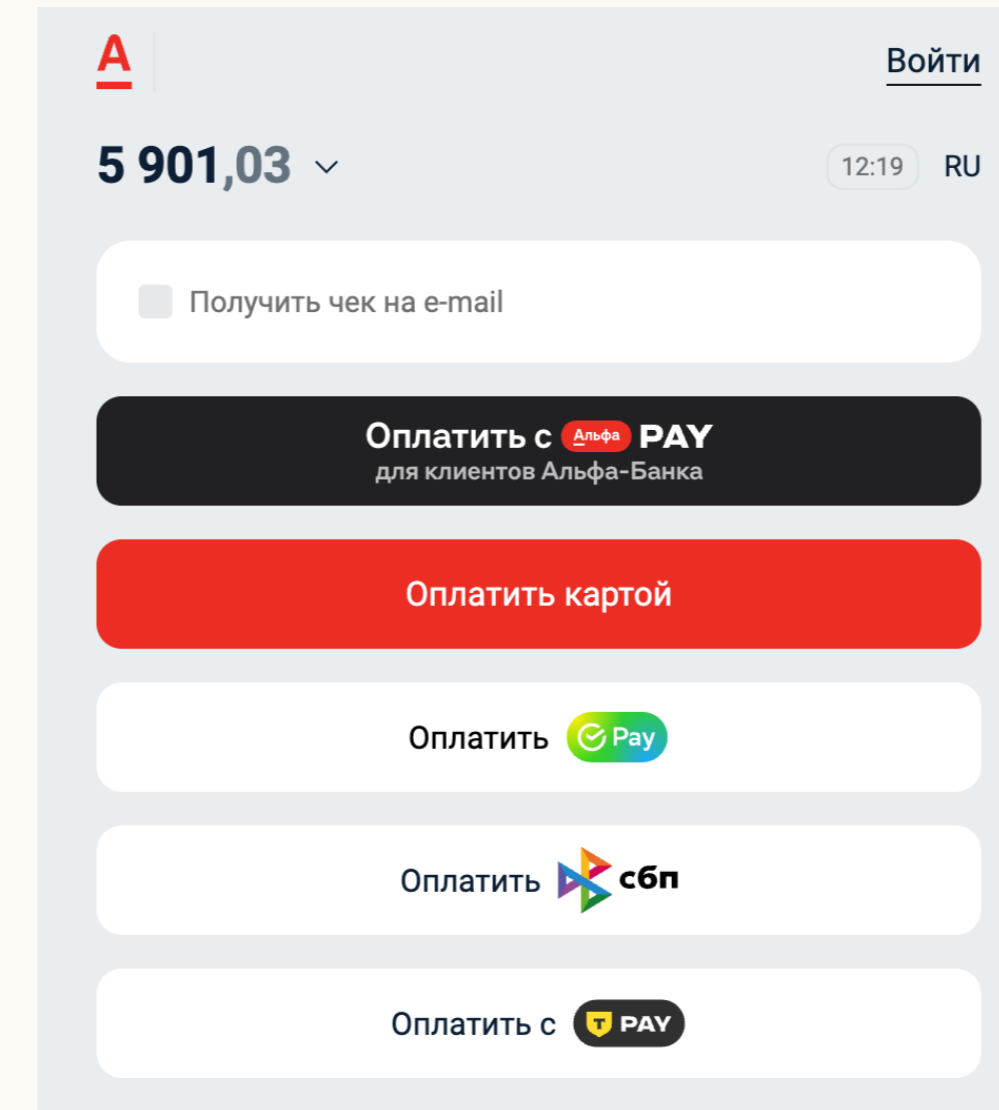 А
Войти
5 901,03
12:19 RU
Получить чек на e-mail
Оплатить с Альфа PAY
для клиентов Альфа-Банка
Оплатить картой
Оплатить Pay
Оплатить сбп
Оплатить с Т PAY